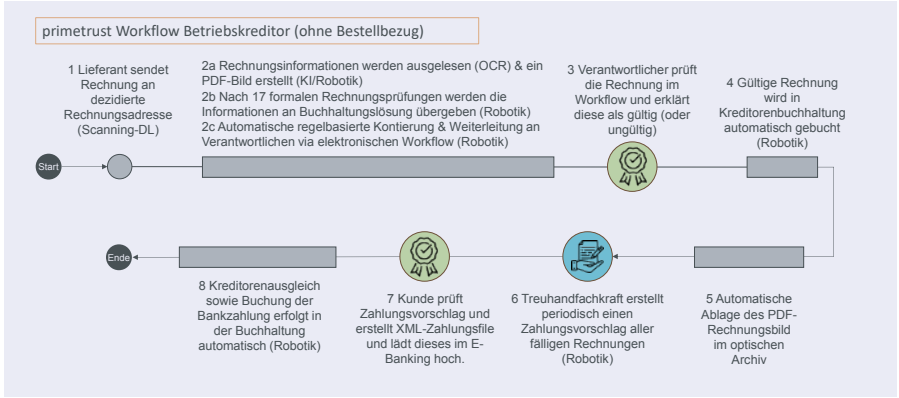 primetrust Workflow Betriebskreditor (ohne Bestellbezug)
1 Lieferant sendet
Rechnung an
dezidierte
Rechnungsadresse
(Scanning-DL)
2a Rechnungsinformationen werden ausgelesen (OCR) & ein
PDF-Bild erstellt (KI/Robotik)
2b Nach 17 formalen Rechnungsprüfungen werden die
Informationen an Buchhaltungslösung übergeben (Robotik)
2c Automatische regelbasierte Kontierung & Weiterleitung an
Verantwortlichen via elektronischen Workflow (Robotik)
3 Verantwortlicher prüft
die Rechnung im
Workflow und erklärt
diese als gültig (oder
ungültig)
4 Gültige Rechnung
wird in
Kreditorenbuchhaltung
automatisch gebucht
(Robotik)
Start
Ende
8 Kreditorenausgleich
sowie Buchung der
Bankzahlung erfolgt in
der Buchhaltung
automatisch (Robotik)
7 Kunde prüft
Zahlungsvorschlag und
erstellt XML-Zahlungsfile
und lädt dieses im E-
Banking hoch.
6 Treuhandfachkraft erstellt
periodisch einen
Zahlungsvorschlag aller
fälligen Rechnungen
(Robotik)
5 Automatische
Ablage des PDF-
Rechnungsbild
im optischen
Archiv